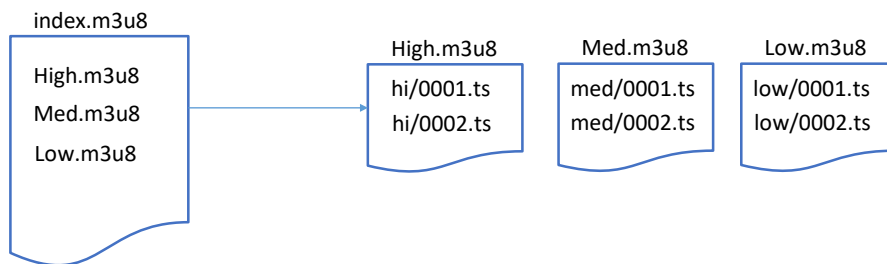 index.m3u8
High.m3u8
Med.m3u8
Low.m3u8
High.m3u8
hi/0001.ts
hi/0002.ts
Med.m3u8
med/0001.ts
med/0002.ts
Low.m3u8
low/0001.ts
low/0002.ts